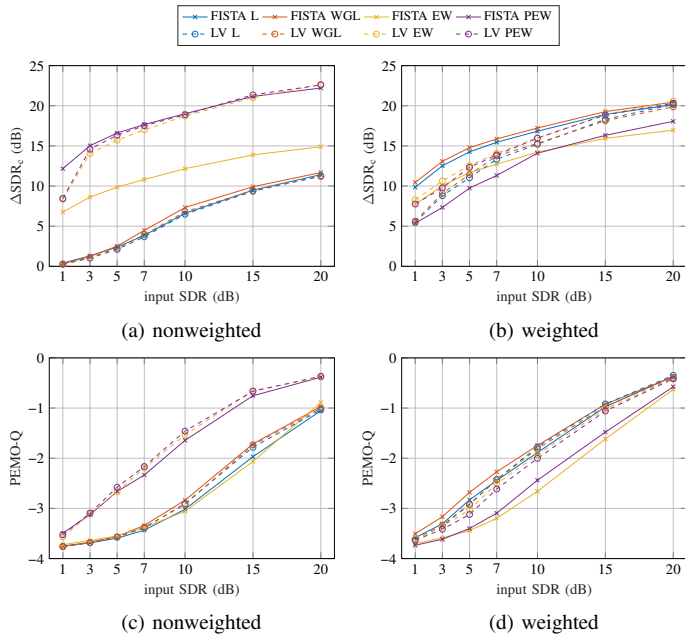 FISTA L FISTA WGL FISTA EW FISTA PEW
LV L LV WGL LV EW LV PEW
25
20
15
10
5
0
ΔSDRc (dB)
1 3 5 7 10 15 20
input SDR (dB)
(a) nonweighted
25
20
15
10
5
0
ΔSDRc (dB)
1 3 5 7 10 15 20
input SDR (dB)
(b) weighted
0
−1
−2
−3
−4
PEMO-Q
1 3 5 7 10 15 20
input SDR (dB)
(c) nonweighted
0
−1
−2
−3
−4
PEMO-Q
1 3 5 7 10 15 20
input SDR (dB)
(d) weighted